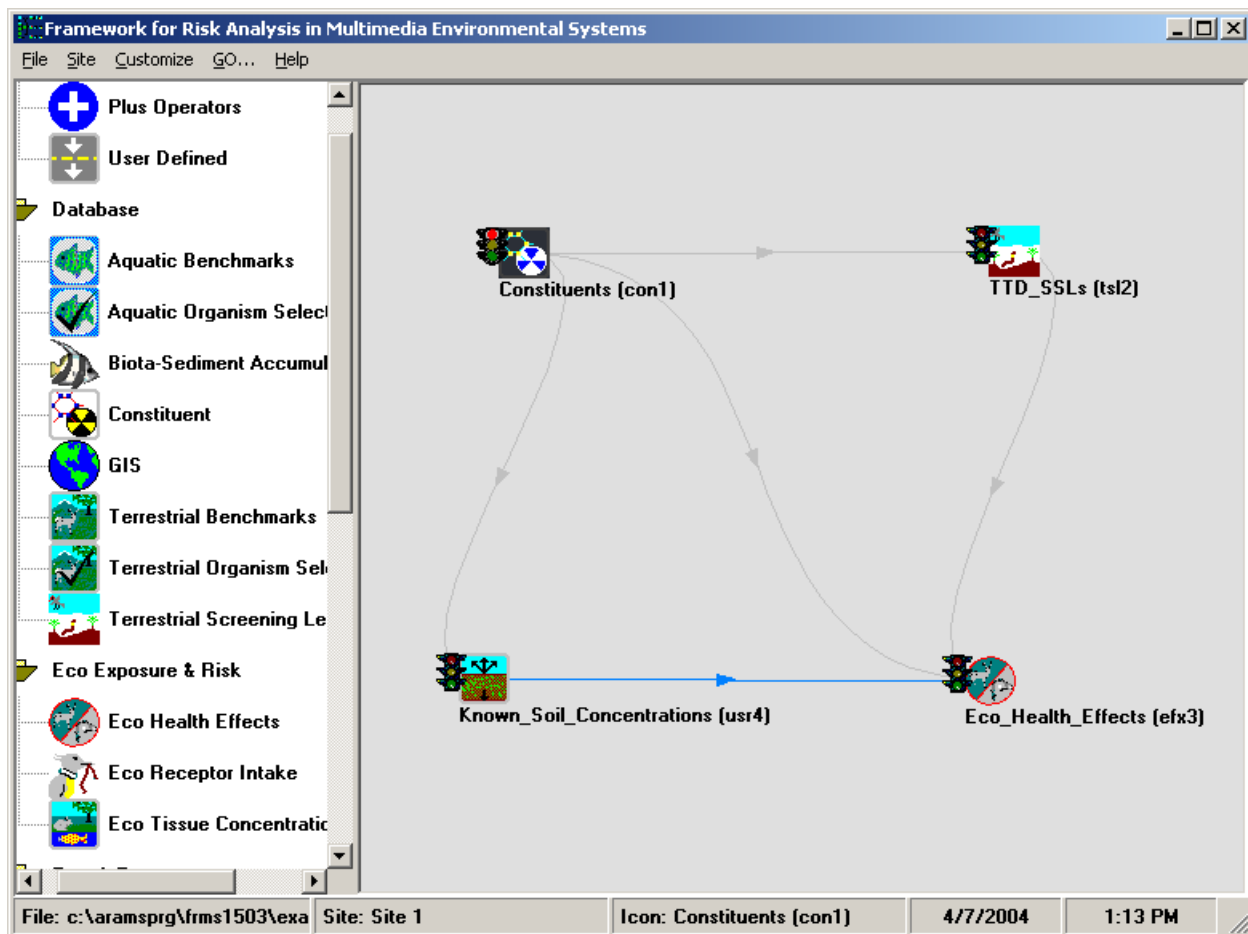 Framework for Risk Analysis in Multimedia Environmental Systems
File Site Customize GO... Help
Plus Operators
User Defined
Database
Aquatic Benchmarks
Aquatic Organism Select
Biota-Sediment Accumul
Constituent
GIS
Terrestrial Benchmarks
Terrestrial Organism Sel
Terrestrial Screening Le
Eco Exposure & Risk
Eco Health Effects
Eco Receptor Intake
Eco Tissue Concentratic
Constituents (con1)
TTD_SSLs (tsl2)
Known_Soil_Concentrations (usr4)
Eco_Health_Effects (efx3)
File: c:\aramsprg\frms1503\exa Site: Site 1 Icon: Constituents (con1) 4/7/2004 1:13 PM